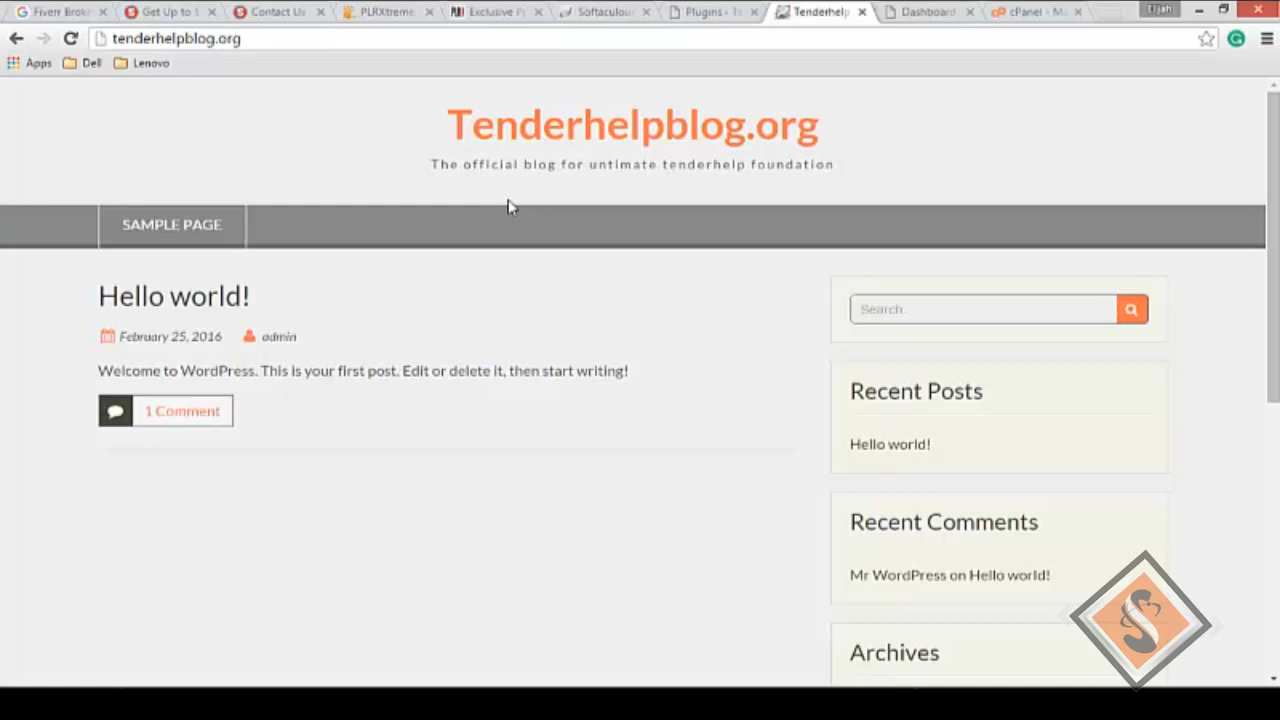 Fiverr Brok
Get Up to 1
Contact Us
PLRXtreme
Exclusive P
Softaculou
Plugins ‹ T
Tenderhelp
Dashboard
cPanel - M
Elijah
tenderhelpblog.org
Apps
Dell
Lenovo
Tenderhelpblog.org
The official blog for untimate tenderhelp foundation
SAMPLE PAGE
Hello world!
February 25, 2016 admin
Welcome to WordPress. This is your first post. Edit or delete it, then start writing!
1 Comment
Search..
Recent Posts
Hello world!
Recent Comments
Mr WordPress on Hello world!
Archives